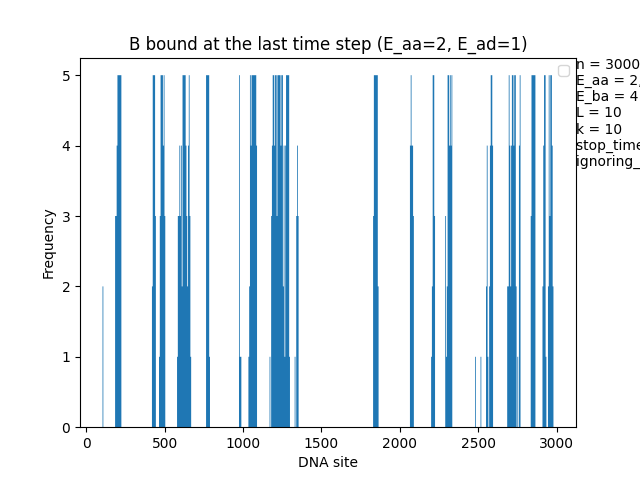 B bound at the last time step (E_aa=2, E_ad=1)
n = 3000
E_aa = 2,
E_ba = 4
L = 10
k = 10
stop_time
ignoring_
Frequency
5
4
3
2
1
0
0 500 1000 1500 2000 2500 3000
DNA site